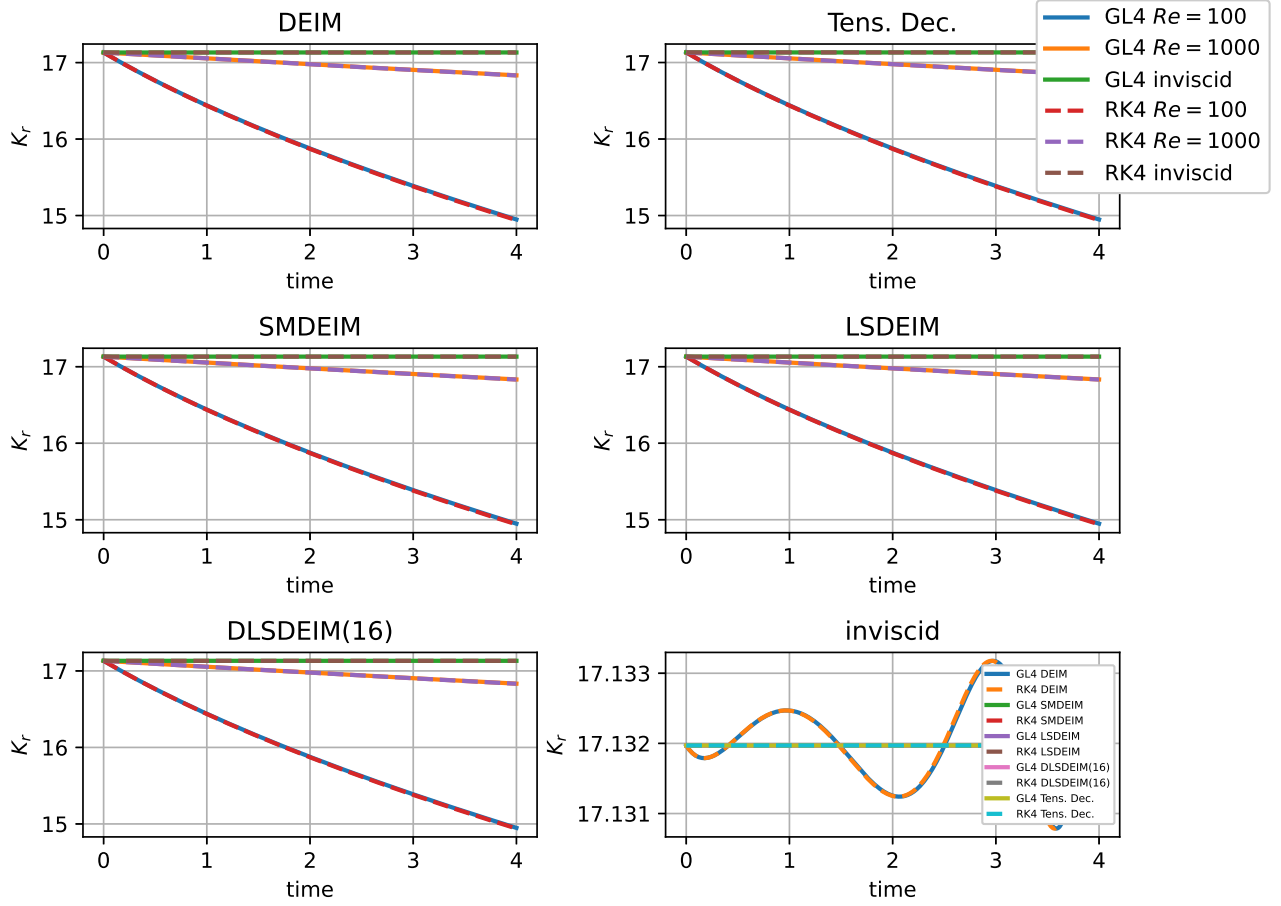 DEIM
17
16
15
K_r
0 1 2 3 4
time
Tens. Dec.
17
16
15
K_r
0 1 2 3 4
time
GL4 Re = 100
GL4 Re = 1000
GL4 inviscid
RK4 Re = 100
RK4 Re = 1000
RK4 inviscid
SMDEIM
17
16
15
K_r
0 1 2 3 4
time
LSDEIM
17
16
15
K_r
0 1 2 3 4
time
DLSDEIM(16)
17
16
15
K_r
0 1 2 3 4
time
inviscid
17.133
17.132
17.131
K_r
0 1 2 3 4
time
GL4 DEIM
RK4 DEIM
GL4 SMDEIM
RK4 SMDEIM
GL4 LSDEIM
RK4 LSDEIM
GL4 DLSDEIM(16)
RK4 DLSDEIM(16)
GL4 Tens. Dec.
RK4 Tens. Dec.